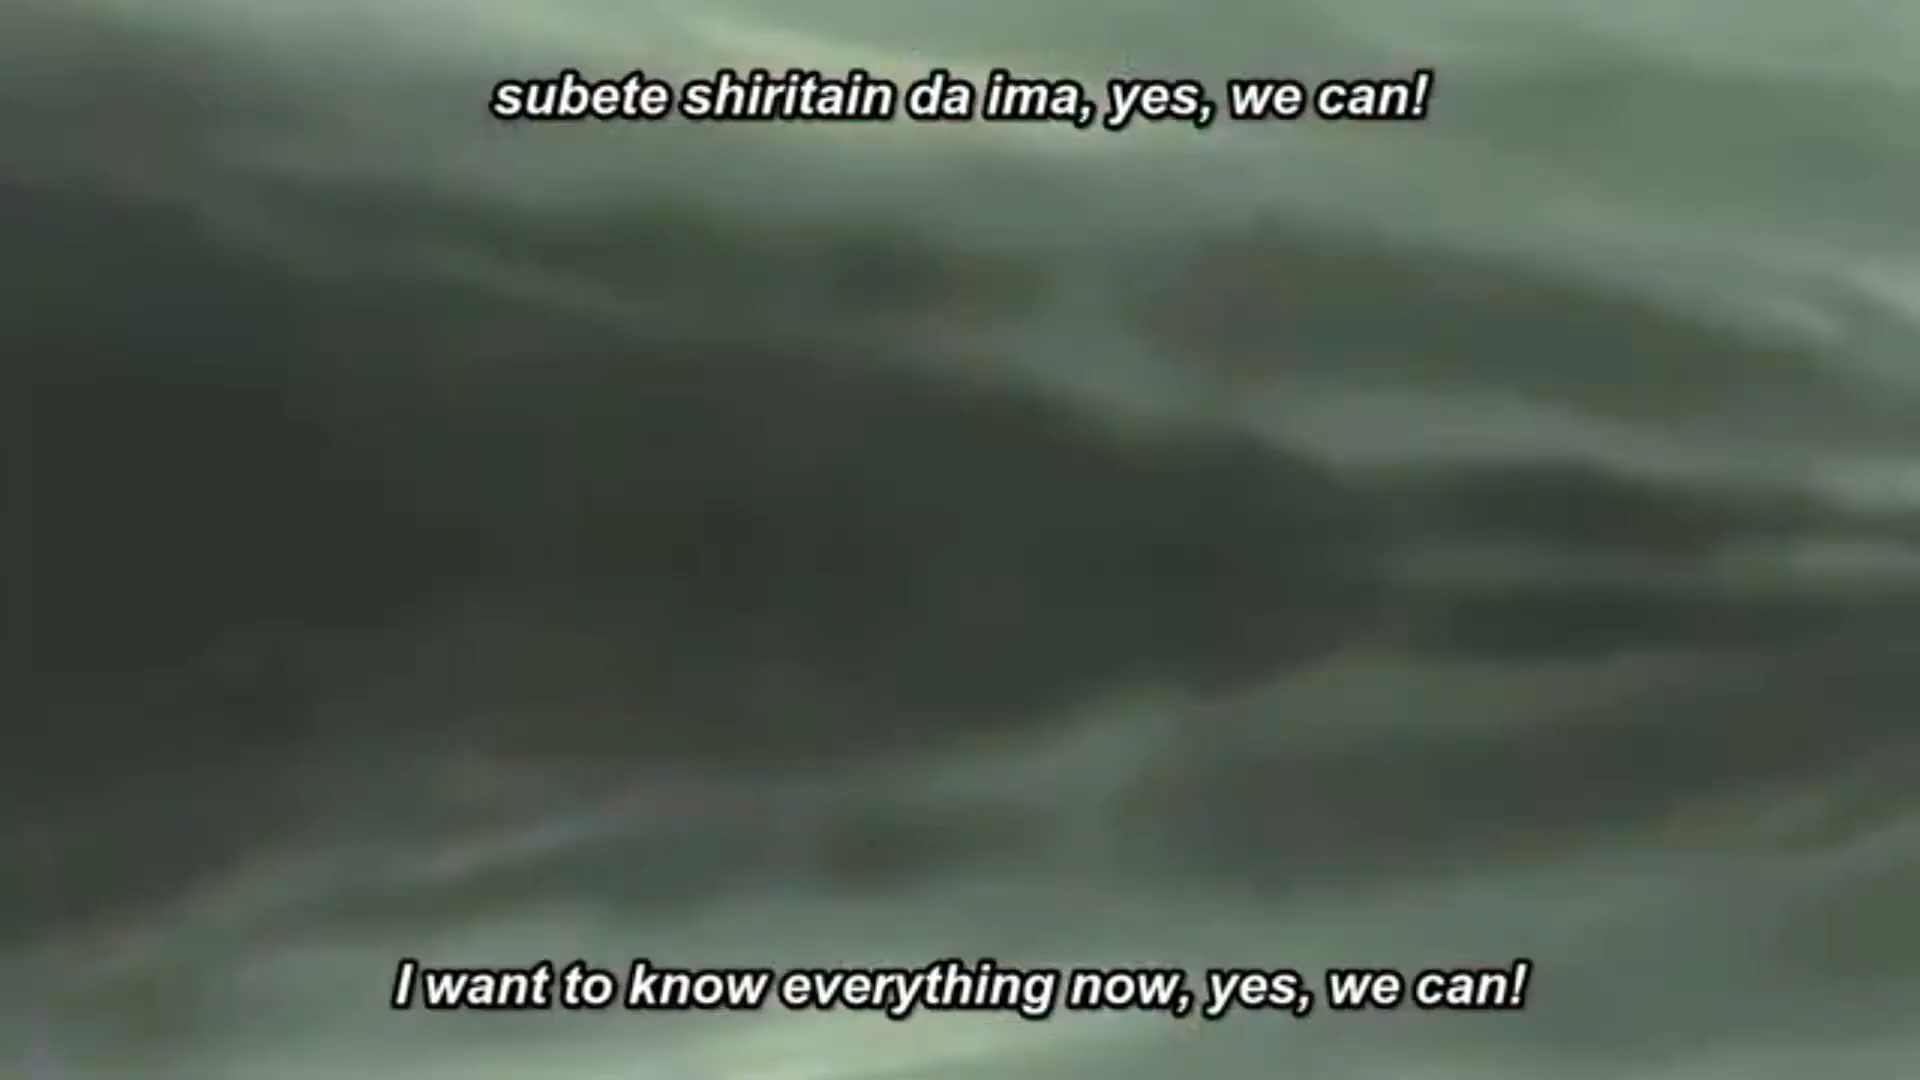 subete shiritain da ima, yes, we can!
I want to know everything now, yes, we can!